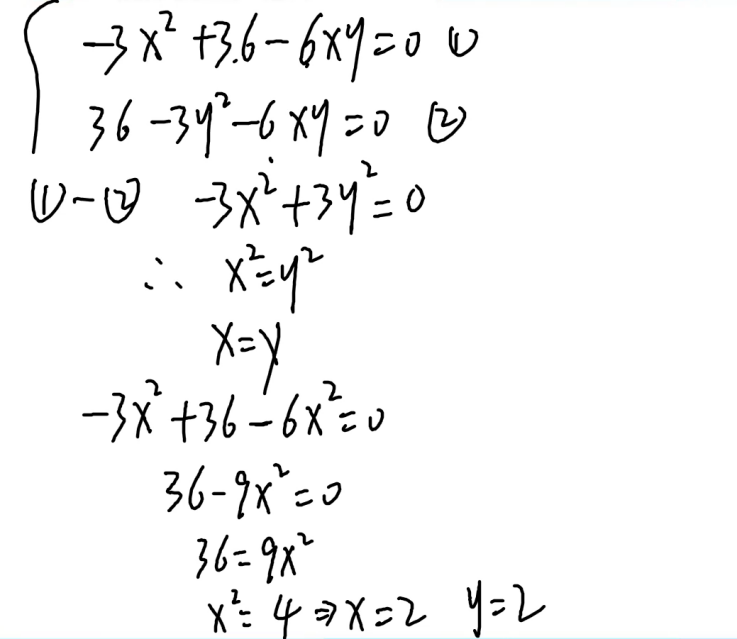 -3x²+36-6xy=0 ①
36-3y²-6xy=0 ②
①-② -3x²+3y²=0
∴ x²=y²
x=y
-3x²+36-6x²=0
36-9x²=0
36=9x²
x²=4⇒x=2 y=2